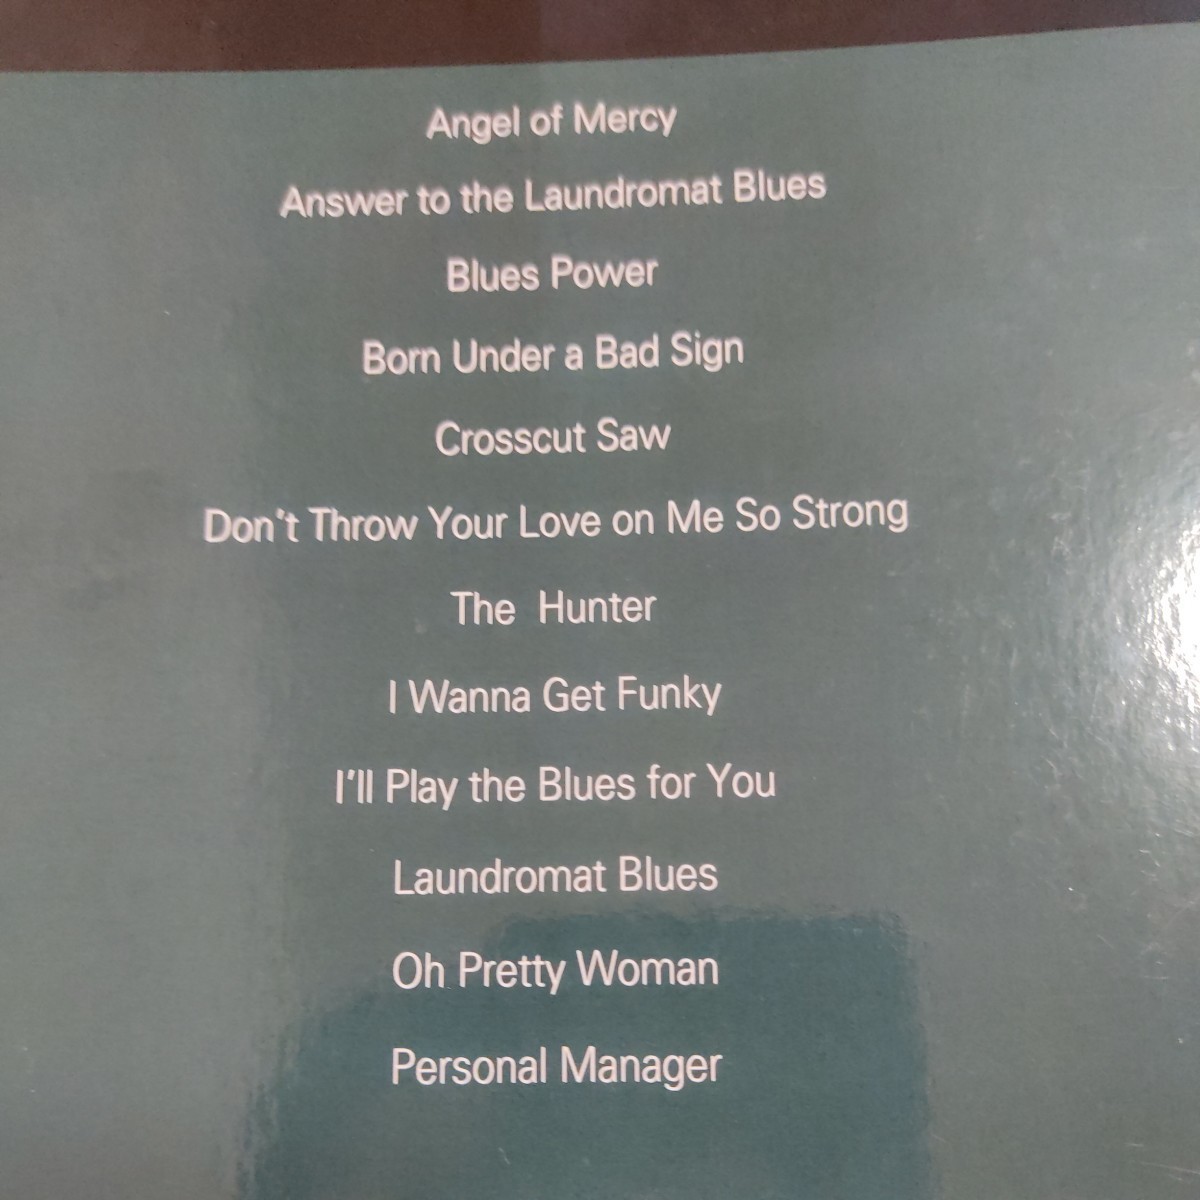 Angel of Mercy
Answer to the Laundromat Blues
Blues Power
Born Under a Bad Sign
Crosscut Saw
Don't Throw Your Love on Me So Strong
The Hunter
I Wanna Get Funky
I'll Play the Blues for You
Laundromat Blues
Oh Pretty Woman
Personal Manager